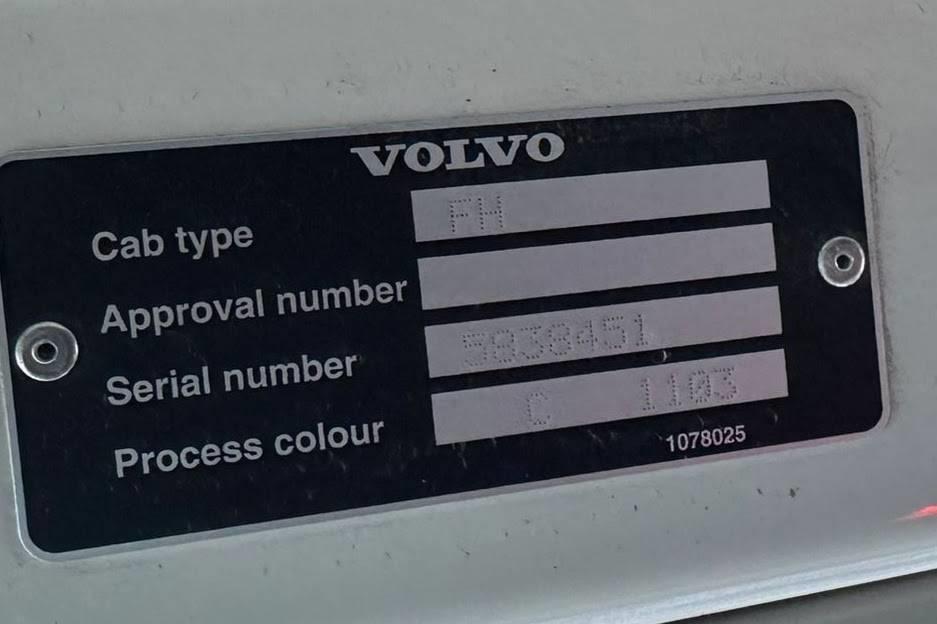 VOLVO
Cab type FH
Approval number
Serial number 5838451
Process colour C 1103
1078025